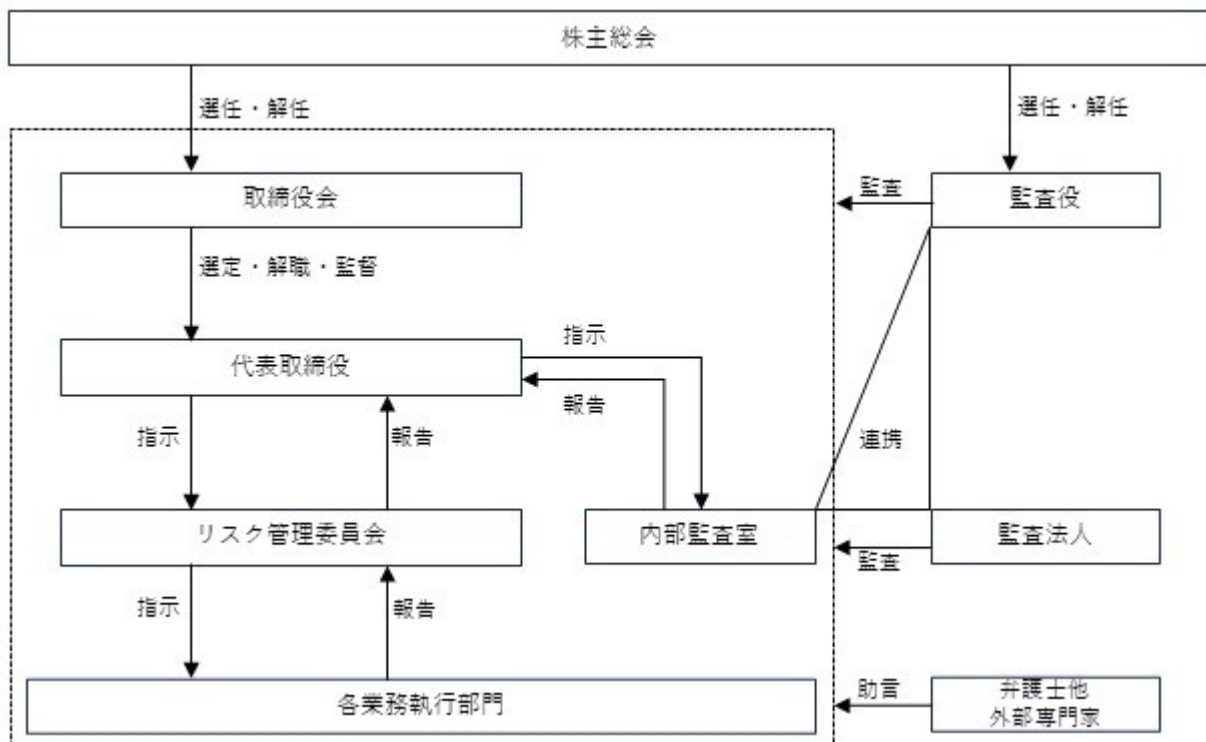 株主総会
選任・解任
選任・解任
取締役会
監査
監査役
選定・解職・監督
指示
代表取締役
報告
指示
報告
連携
リスク管理委員会
内部監査室
監査法人
監査
指示
報告
各業務執行部門
助言
弁護士他
外部専門家